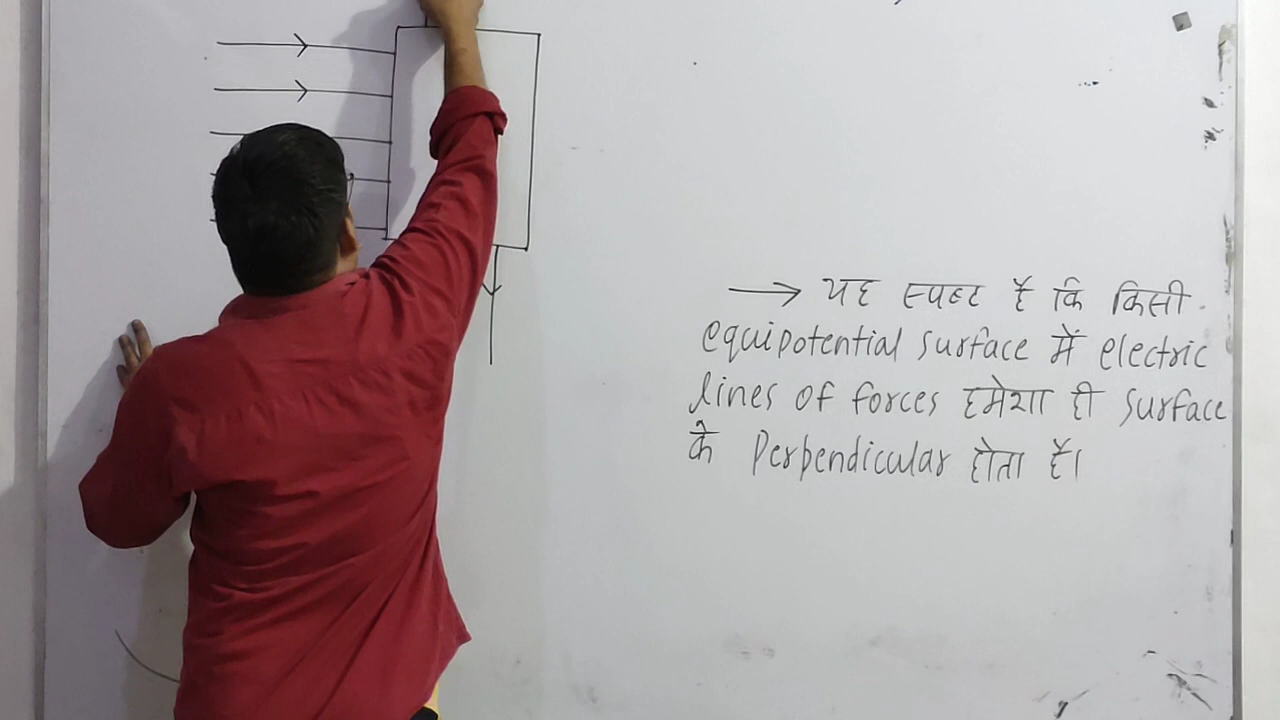 → यह स्पष्ट है कि किसी
equipotential surface में electric
lines of forces हमेशा ही surface
के Perpendicular होता है।